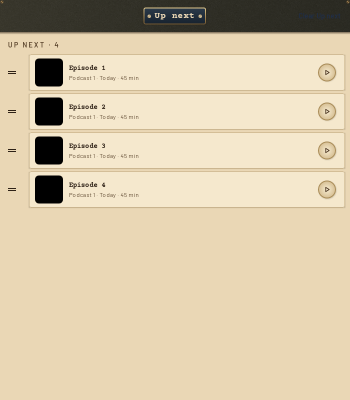 Up next
UP NEXT · 4
Episode 1
Podcast 1 · Today · 45 min
Episode 2
Podcast 1 · Today · 45 min
Episode 3
Podcast 1 · Today · 45 min
Episode 4
Podcast 1 · Today · 45 min